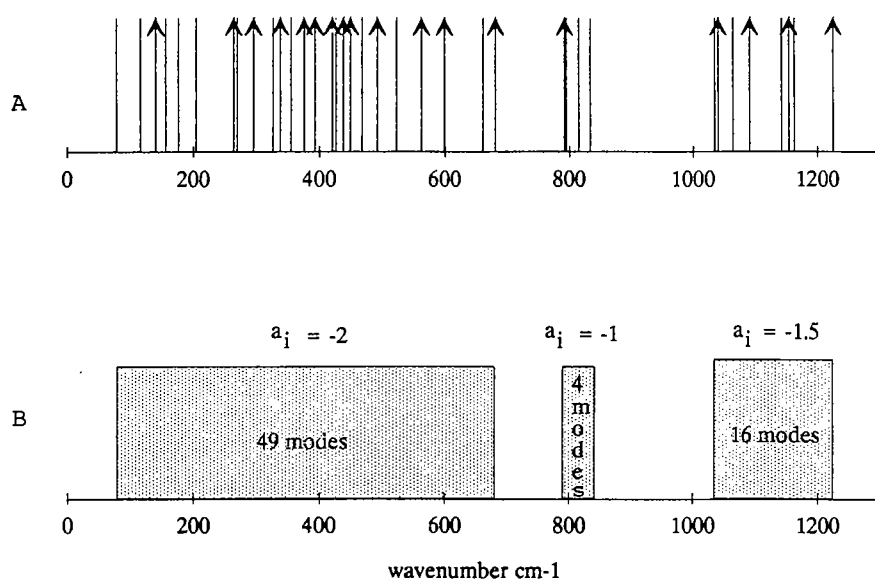 A
0 200 400 600 800 1000 1200
a i = -2 a i = -1 a i = -1.5
B
49 modes
4 modes
16 modes
0 200 400 600 800 1000 1200
wavenumber cm-1